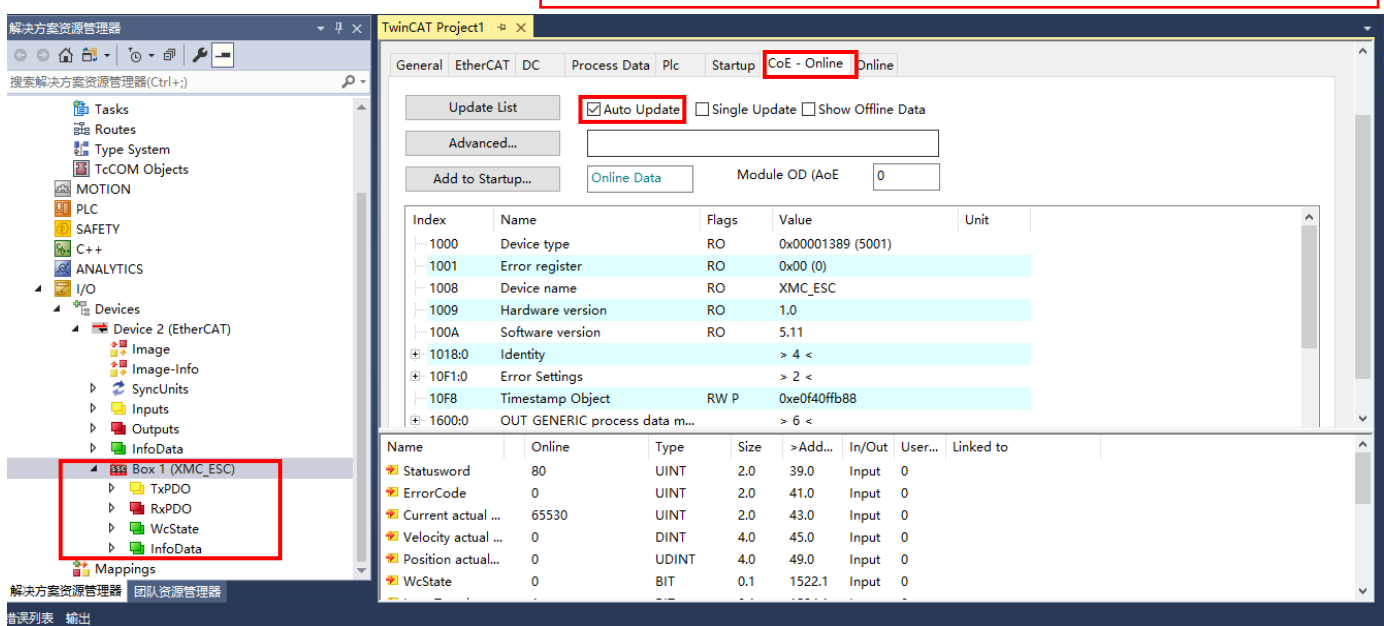 解决方案资源管理器
搜索解决方案资源管理器(Ctrl+;)
Tasks
Routes
Type System
TcCOM Objects
MOTION
PLC
SAFETY
C++
ANALYTICS
I/O
Devices
Device 2 (EtherCAT)
Image
Image-Info
SyncUnits
Inputs
Outputs
InfoData
Box 1 (XMC_ESC)
TxPDO
RxPDO
WcState
InfoData
Mappings
解决方案资源管理器 团队资源管理器
错误列表 输出
TwinCAT Project1
General EtherCAT DC Process Data Plc Startup CoE - Online Online
Update List Auto Update Single Update Show Offline Data
Advanced...
Add to Startup... Online Data Module OD (AoE 0
Index Name Flags Value Unit
1000 Device type RO 0x00001389 (5001)
1001 Error register RO 0x00 (0)
1008 Device name RO XMC_ESC
1009 Hardware version RO 1.0
100A Software version RO 5.11
1018:0 Identity > 4 <
10F1:0 Error Settings > 2 <
10F8 Timestamp Object RW P 0xe0f40ffb88
1600:0 OUT GENERIC process data m... > 6 <
Name Online Type Size >Add... In/Out User... Linked to
Statusword 80 UINT 2.0 39.0 Input 0
ErrorCode 0 UINT 2.0 41.0 Input 0
Current actual ... 65530 UINT 2.0 43.0 Input 0
Velocity actual ... 0 DINT 4.0 45.0 Input 0
Position actual... 0 UDINT 4.0 49.0 Input 0
WcState 0 BIT 0.1 1522.1 Input 0